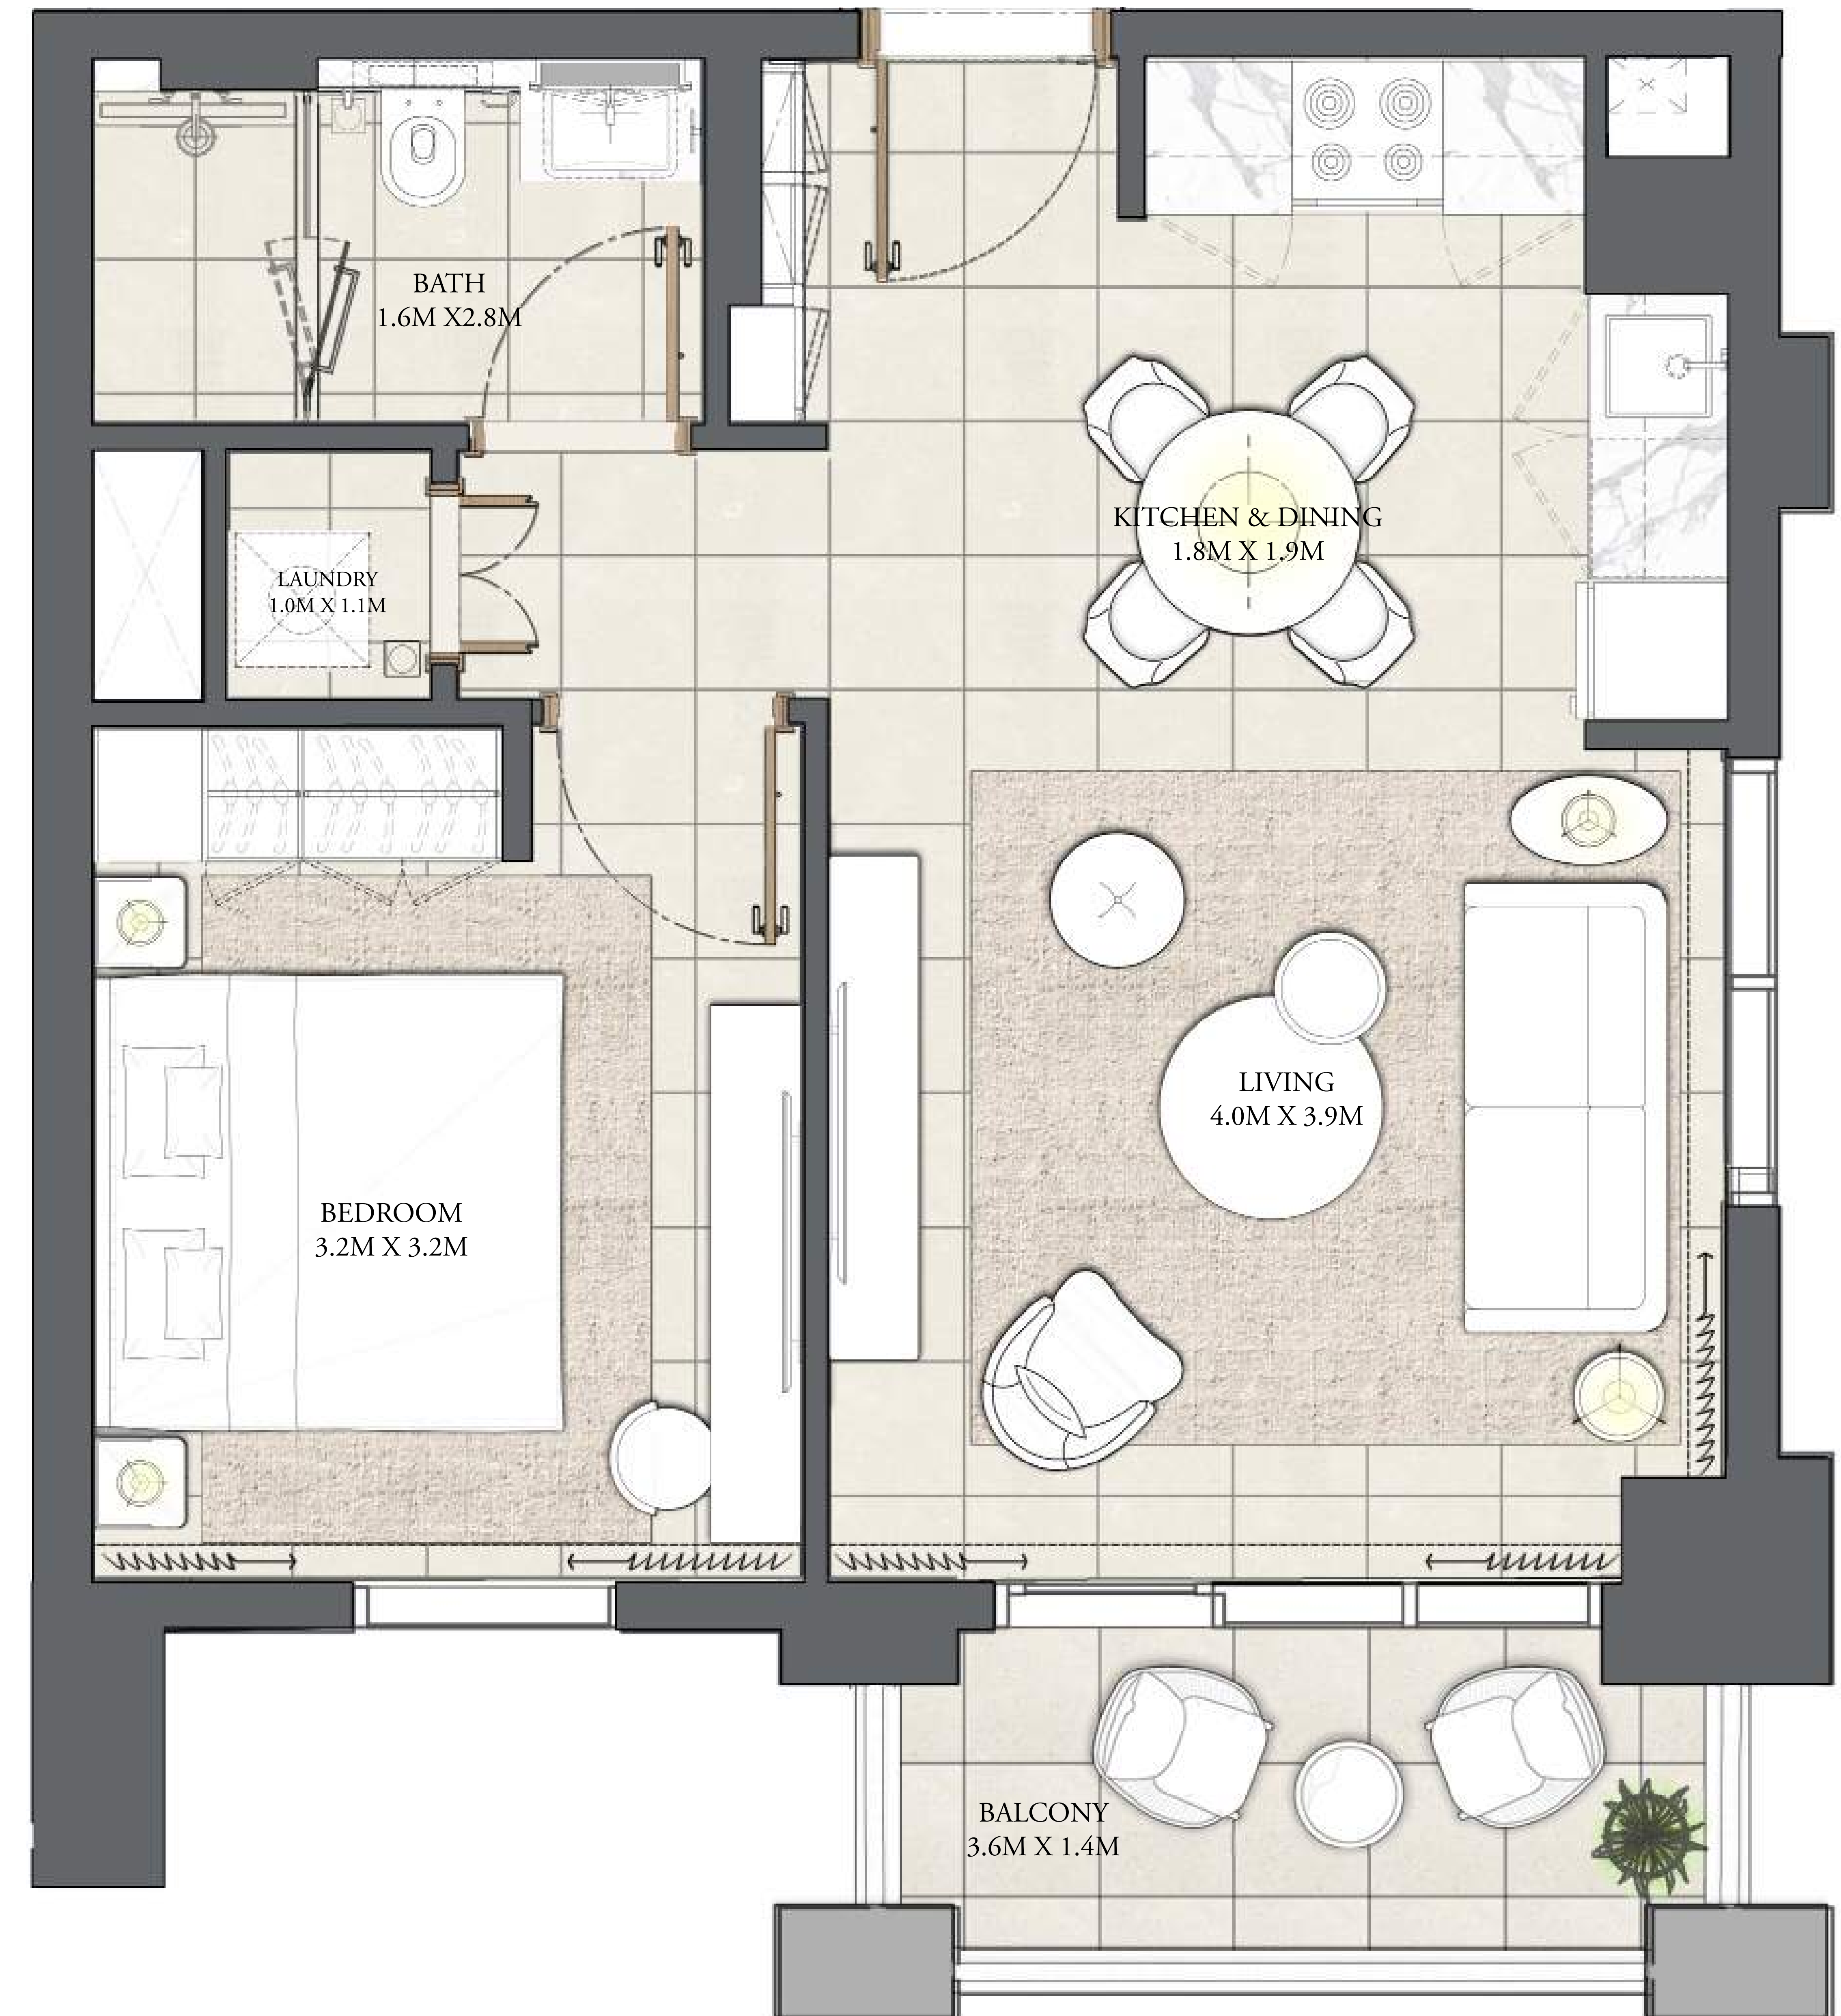 BATH
1.6M X2.8M
KITCHEN & DINING
1.8M X 1.9M
LAUNDRY
1.0M X 1.1M
LIVING
4.0M X 3.9M
BEDROOM
3.2M X 3.2M
BALCONY
3.6M X 1.4M